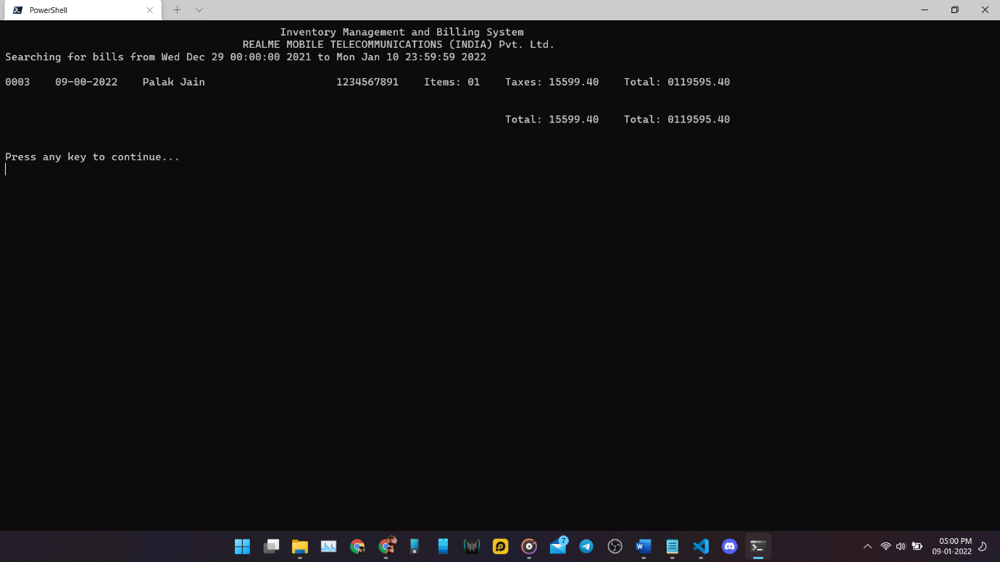 PowerShell
Inventory Management and Billing System
REALME MOBILE TELECOMMUNICATIONS (INDIA) Pvt. Ltd.
Searching for bills from Wed Dec 29 00:00:00 2021 to Mon Jan 10 23:59:59 2022
0003 09-00-2022 Palak Jain 1234567891 Items: 01 Taxes: 15599.40 Total: 0119595.40
Total: 15599.40 Total: 0119595.40
Press any key to continue...
7
05:00 PM
09-01-2022